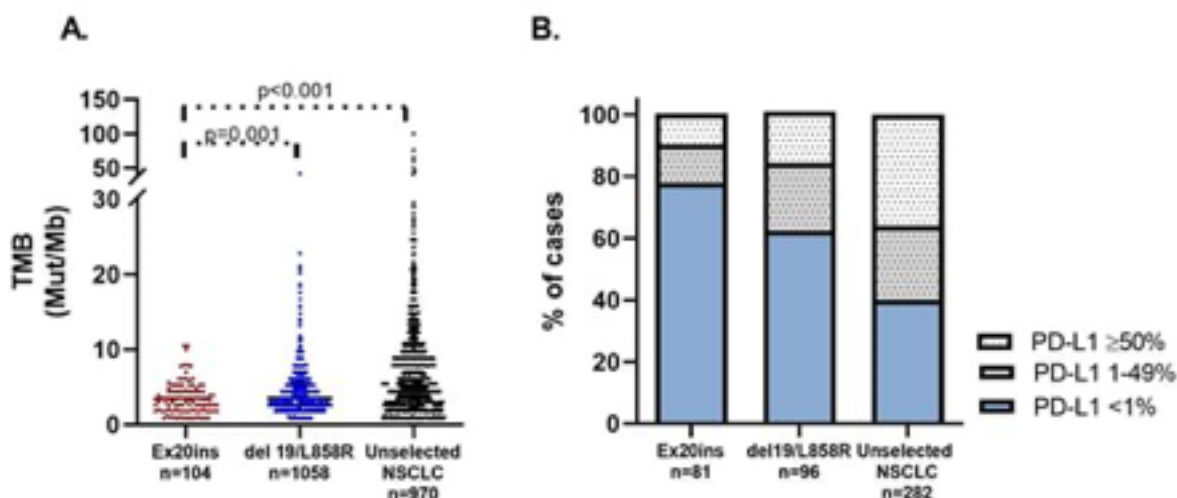 A.
B.
p<0.001
p=0.001
150
100
50
30
20
10
0
TMB
(Mut/Mb)
Ex20ins
n=104
del 19/L858R
n=1058
Unselected
NSCLC
n=970
100
80
60
40
20
0
% of cases
Ex20ins
n=81
del19/L858R
n=96
Unselected
NSCLC
n=282
PD-L1 ≥50%
PD-L1 1-49%
PD-L1 <1%